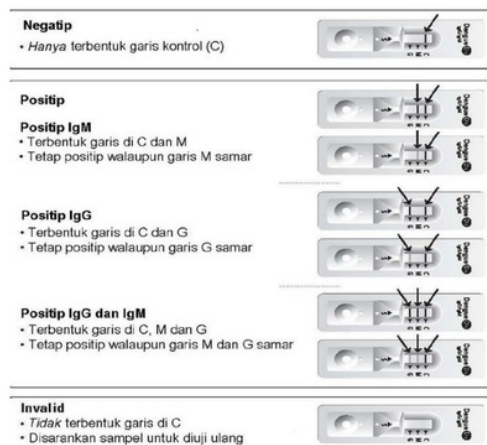 Negatip
• Hanya terbentuk garis kontrol (C)
Positip
Positip IgM
• Terbentuk garis di C dan M
• Tetap positip walaupun garis M samar
Positip IgG
• Terbentuk garis di C dan G
• Tetap positip walaupun garis G samar
Positip IgG dan IgM
• Terbentuk garis di C, M dan G
• Tetap positip walaupun garis M dan G samar
Invalid
• Tidak terbentuk garis di C
• Disarankan sampel untuk diuji ulang